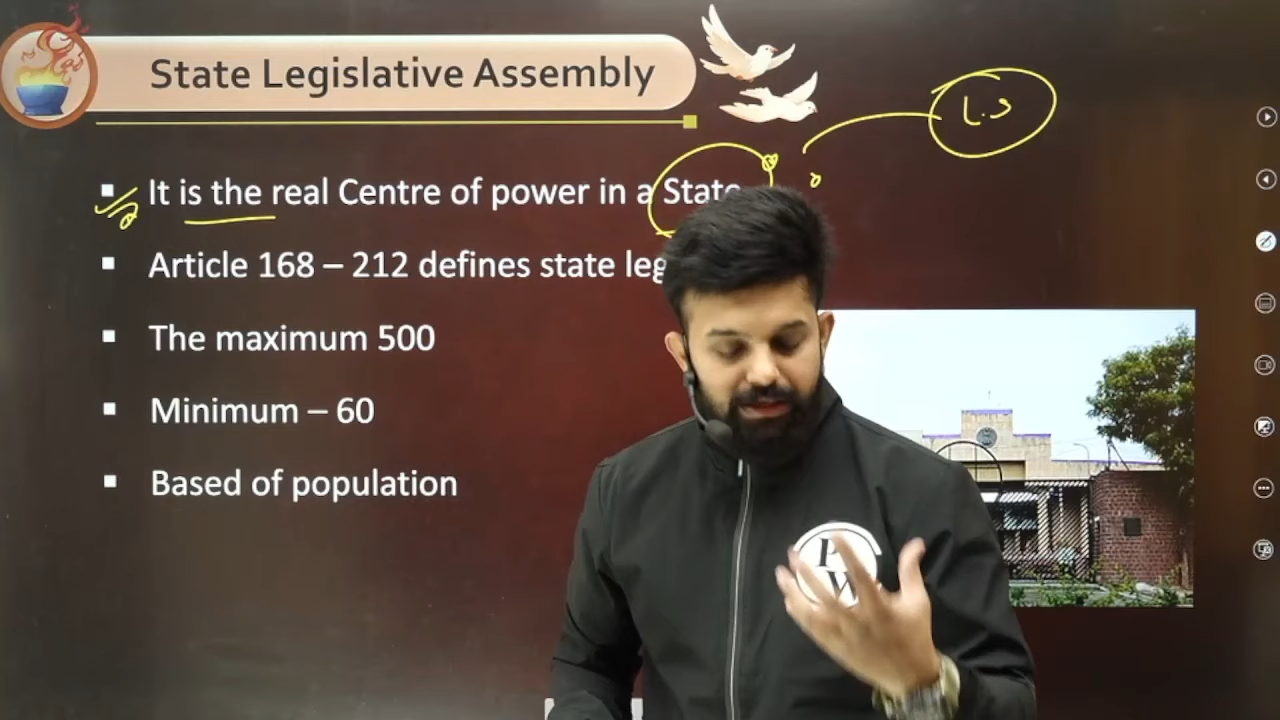 State Legislative Assembly
L.S
It is the real Centre of power in a State
Article 168 – 212 defines state leg
The maximum 500
Minimum – 60
Based of population
P
W